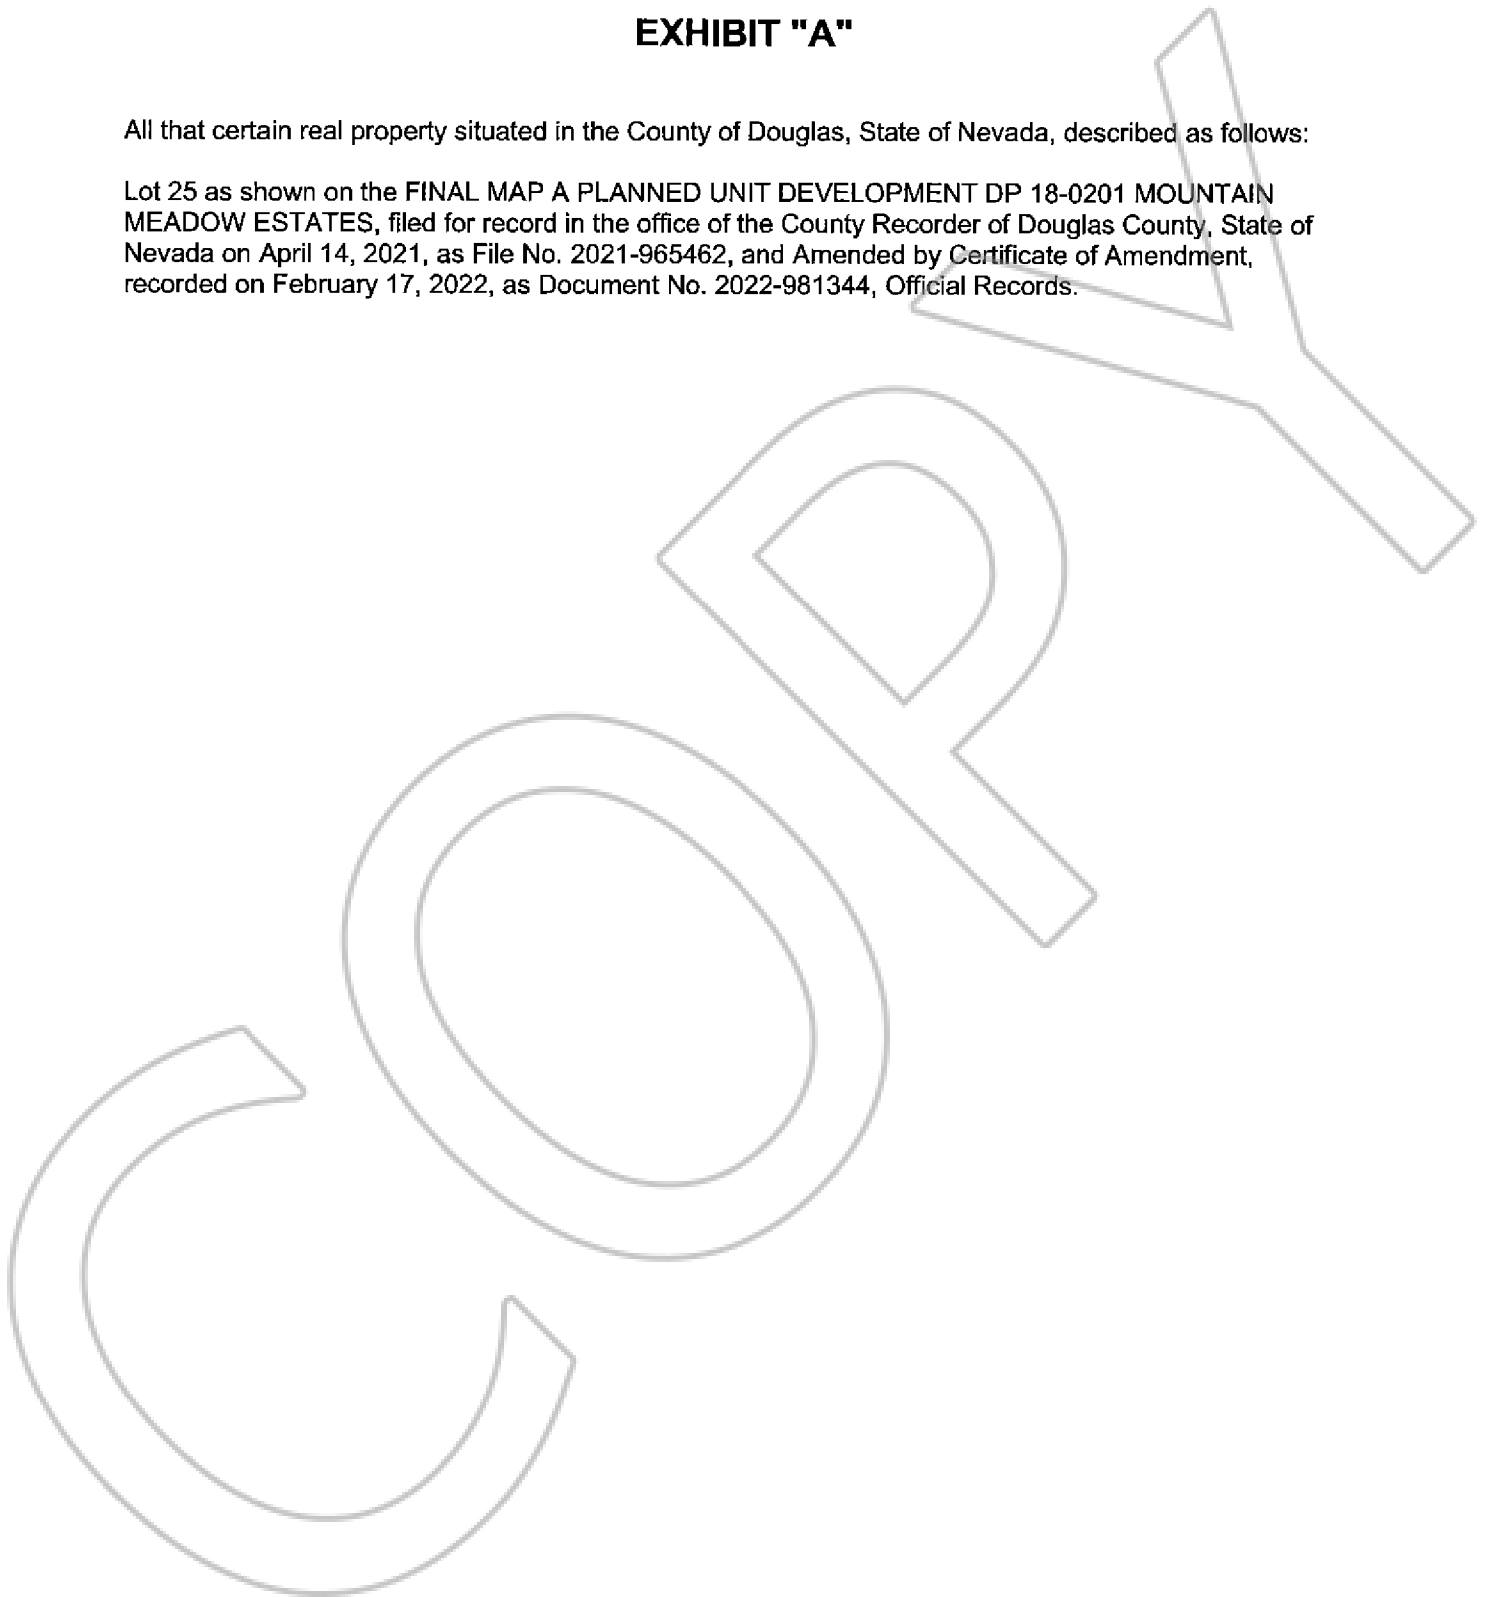 EXHIBIT "A"
All that certain real property situated in the County of Douglas, State of Nevada, described as follows:
Lot 25 as shown on the FINAL MAP A PLANNED UNIT DEVELOPMENT DP 18-0201 MOUNTAIN
MEADOW ESTATES, filed for record in the office of the County Recorder of Douglas County, State of
Nevada on April 14, 2021, as File No. 2021-965462, and Amended by Certificate of Amendment,
recorded on February 17, 2022, as Document No. 2022-981344, Official Records.
COPY